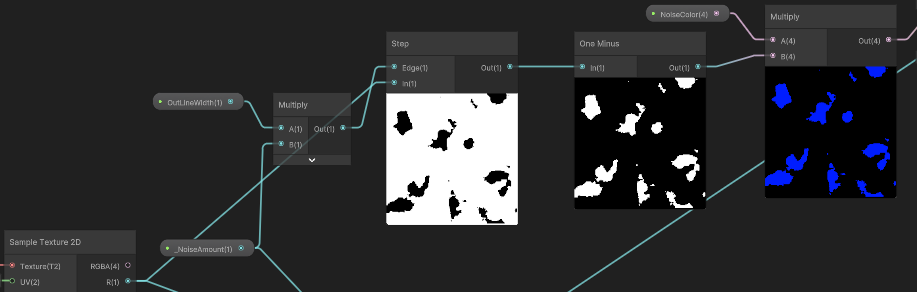 NoiseColor(4)
Multiply
A(4) Out(4)
B(4)
Step
Edge(1) Out(1)
In(1)
One Minus
In(1) Out(1)
OutLineWidth(1)
Multiply
A(1) Out(1)
B(1)
_NoiseAmount(1)
Sample Texture 2D
Texture(T2) RGBA(4)
UV(2) R(1)